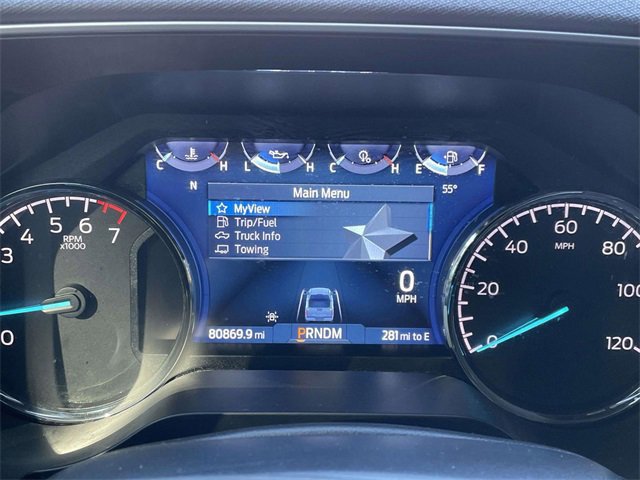 C H L H C H E F
N 55°
Main Menu
MyView
Trip/Fuel
Truck Info
Towing
0
MPH
80869.9 mi PRNDM 281 mi to E
0 3 4 5 6 7
RPM
x1000
0 20 40 60 80 100 120
MPH